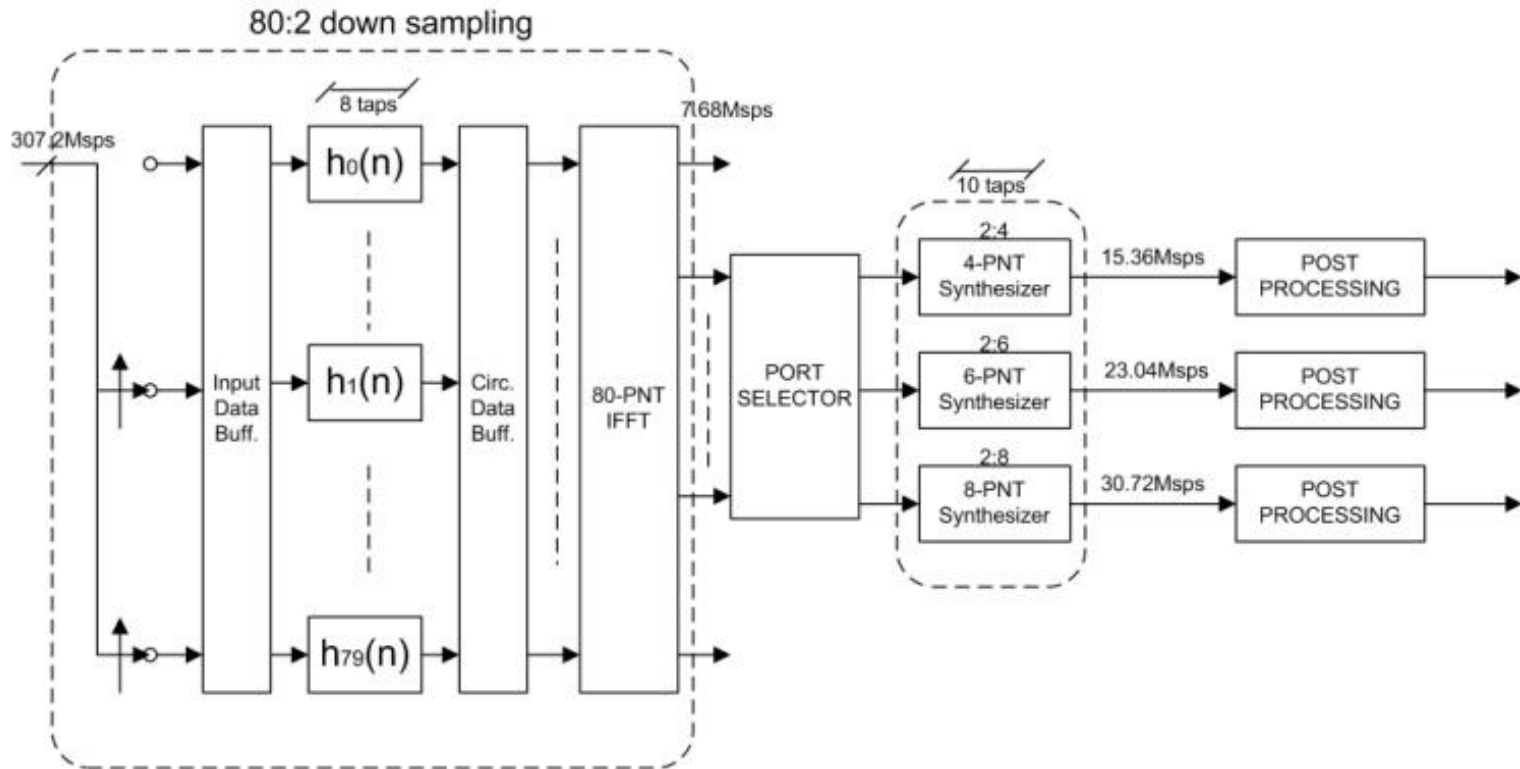 80:2 down sampling
8 taps
307.2Msps
7.68Msps
h0(n)
h1(n)
h79(n)
Input
Data
Buff.
Circ.
Data
Buff.
80-PNT
IFFT
PORT
SELECTOR
10 taps
2:4
4-PNT
Synthesizer
15.36Msps
POST
PROCESSING
2:6
6-PNT
Synthesizer
23.04Msps
POST
PROCESSING
2:8
8-PNT
Synthesizer
30.72Msps
POST
PROCESSING